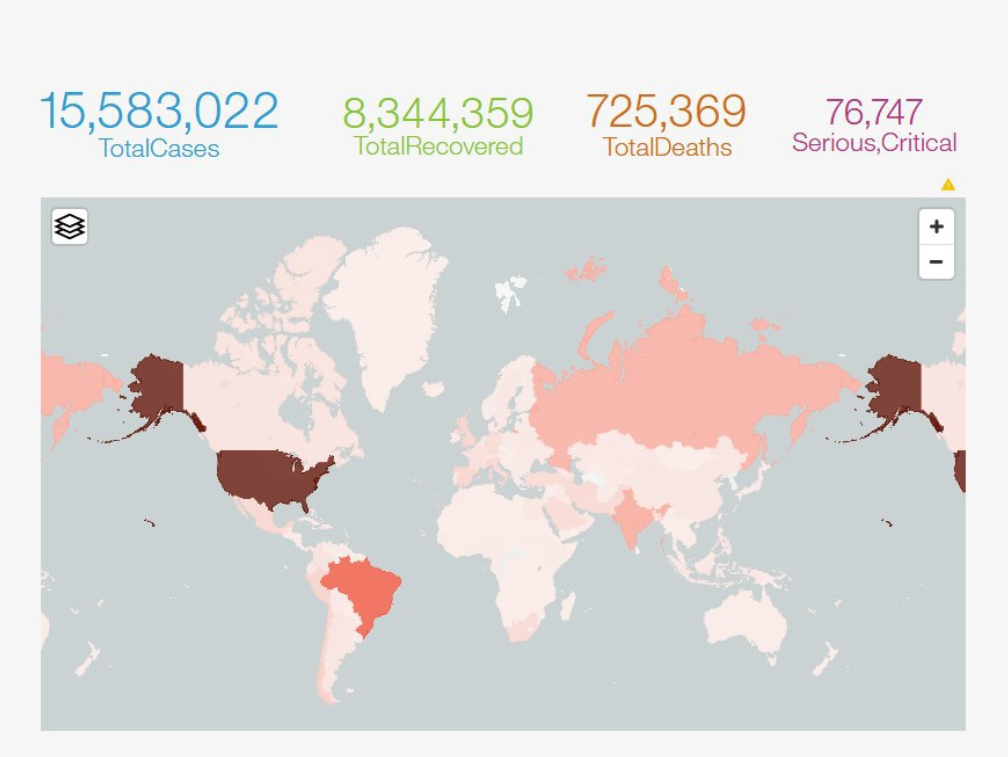 15,583,022 8,344,359 725,369 76,747
TotalCases TotalRecovered TotalDeaths Serious,Critical
+
−